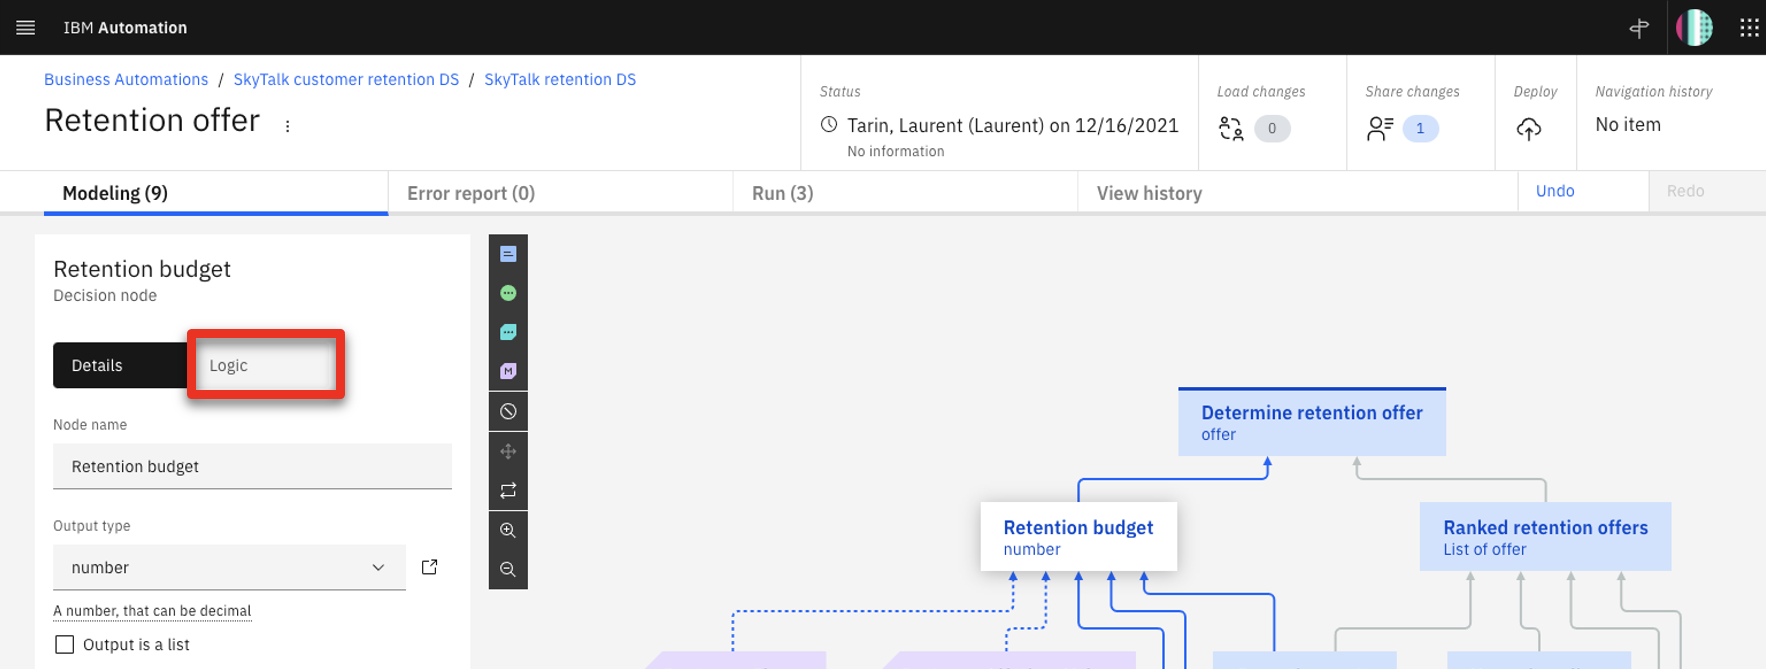 IBM Automation
Business Automations / SkyTalk customer retention DS / SkyTalk retention DS
Retention offer
Status
Tarin, Laurent (Laurent) on 12/16/2021
No information
Load changes
0
Share changes
1
Deploy
Navigation history
No item
Modeling (9)
Error report (0)
Run (3)
View history
Undo
Redo
Retention budget
Decision node
Details
Logic
Node name
Retention budget
Output type
number
A number, that can be decimal
Output is a list
M
Determine retention offer
offer
Retention budget
number
Ranked retention offers
List of offer